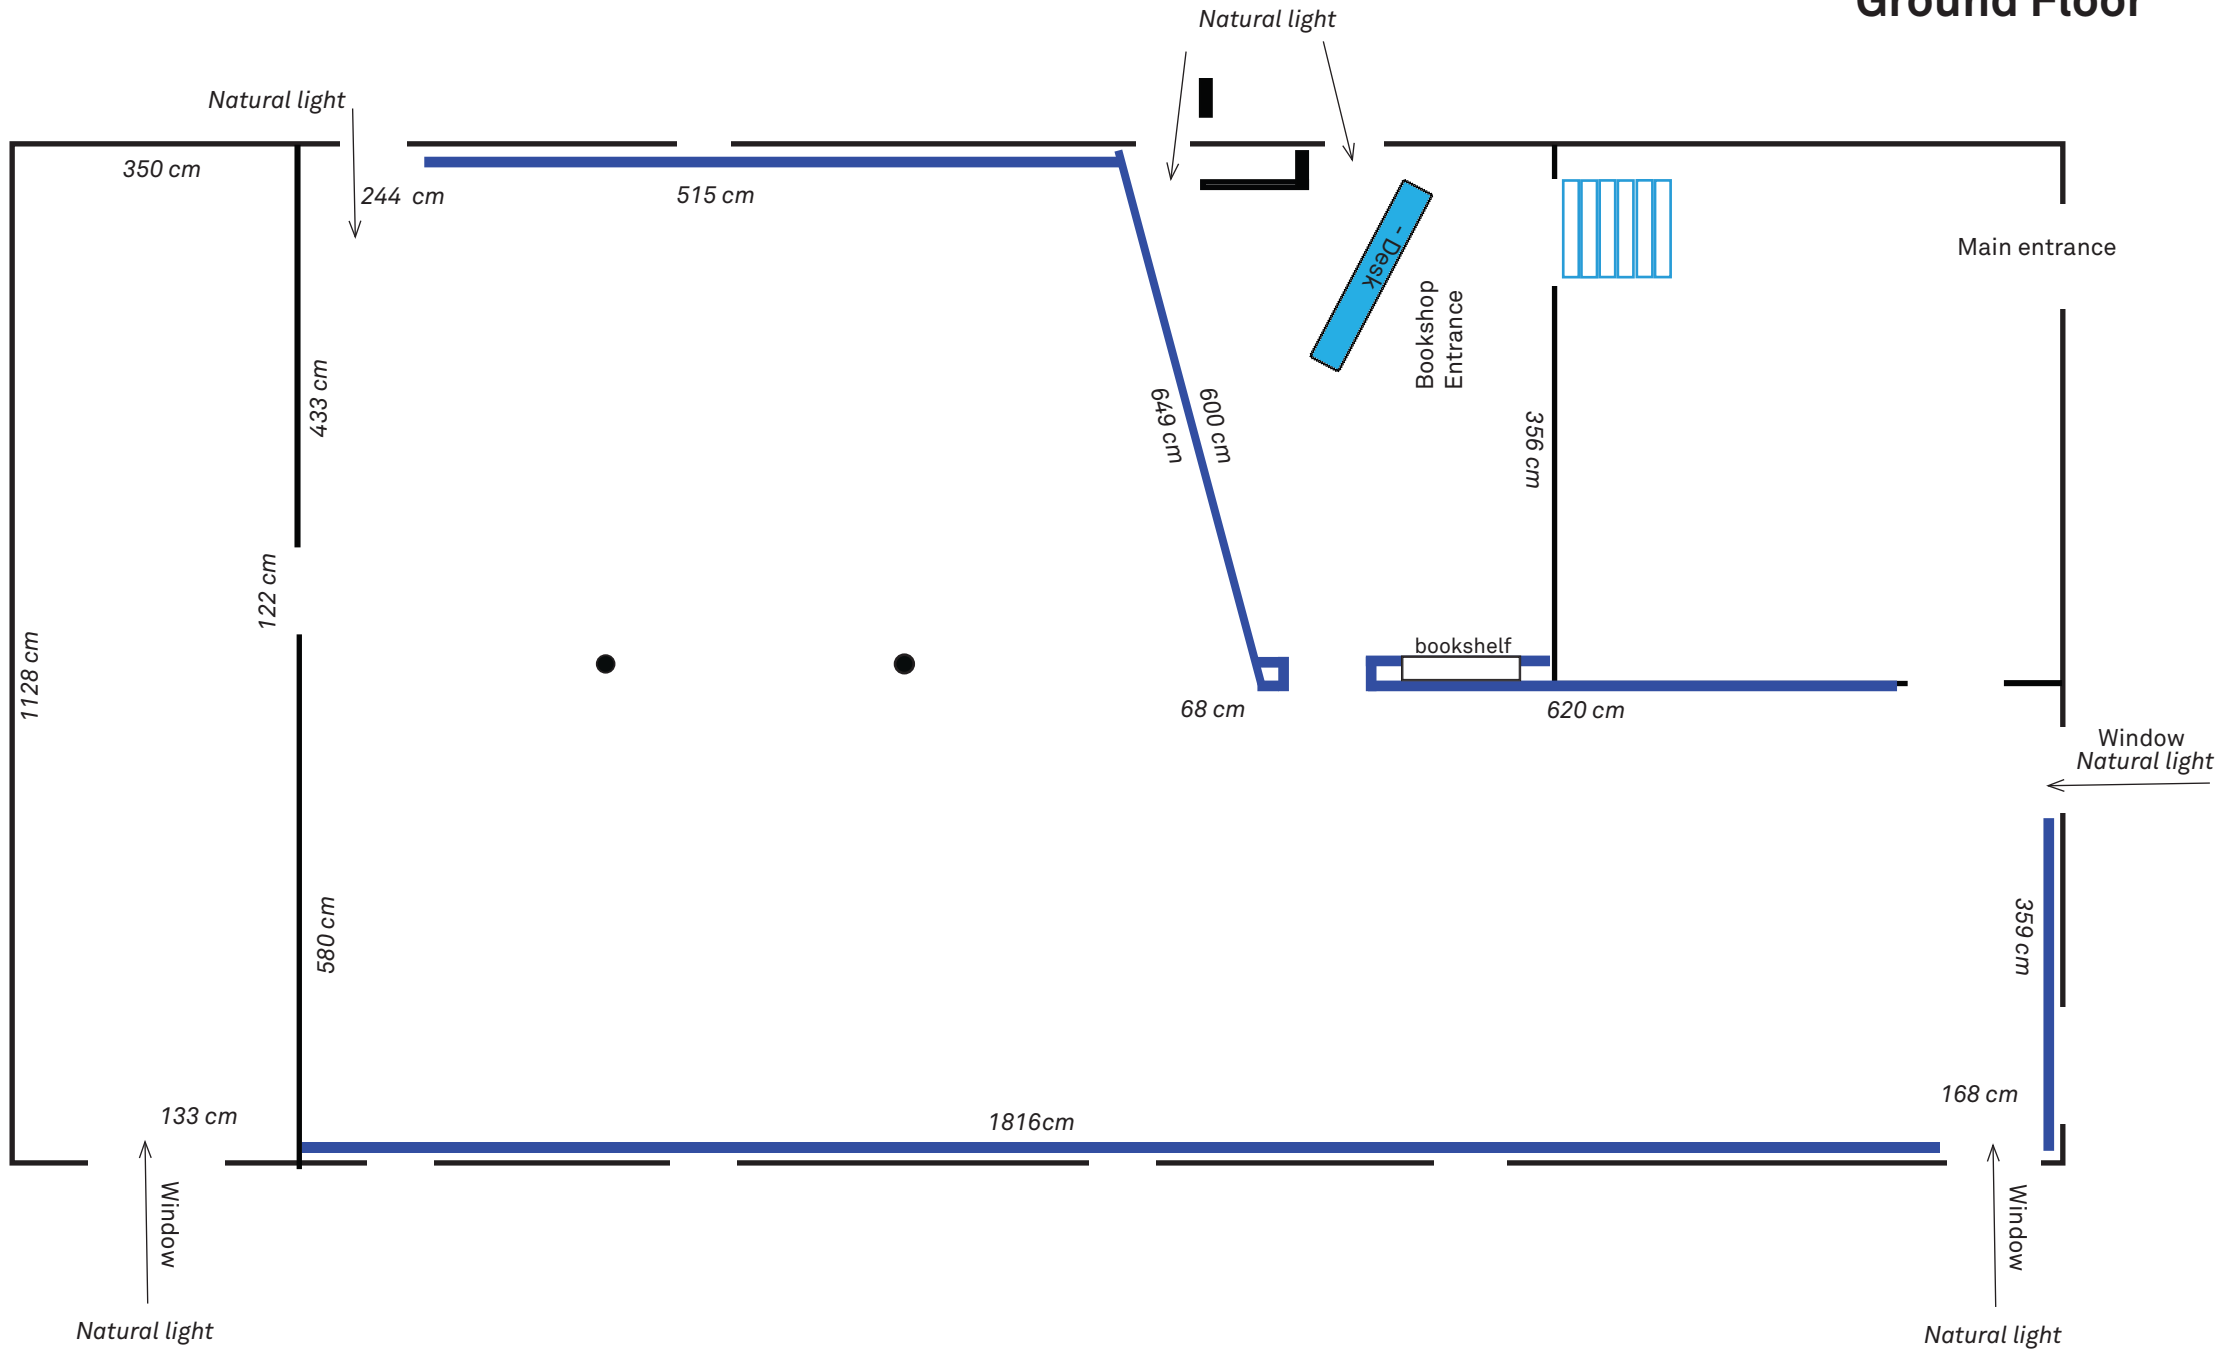 Ground Floor
Natural light
Natural light
350 cm
244 cm
515 cm
- Desk
Bookshop
Entrance
Main entrance
433 cm
649 cm
600 cm
356 cm
122 cm
1128 cm
bookshelf
68 cm
620 cm
Window
Natural light
580 cm
359 cm
133 cm
1816cm
168 cm
Window
Window
Natural light
Natural light